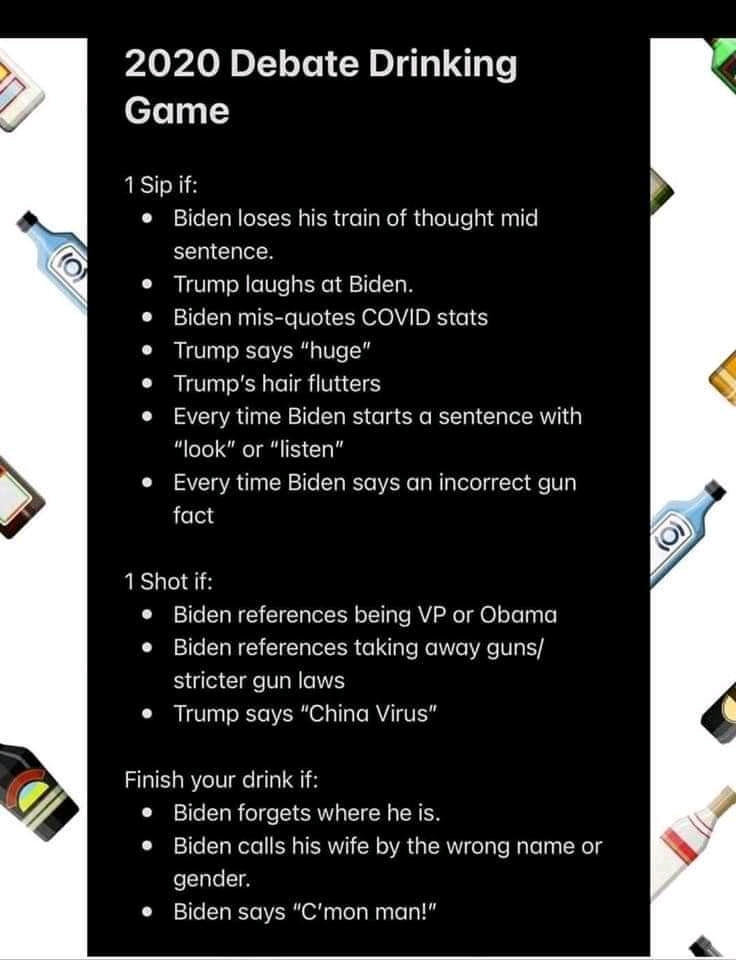 2020 Debate Drinking
Game
1 Sip if:
• Biden loses his train of thought mid
sentence.
• Trump laughs at Biden.
• Biden mis-quotes COVID stats
• Trump says “huge”
• Trump’s hair flutters
• Every time Biden starts a sentence with
“look” or “listen”
• Every time Biden says an incorrect gun
fact
1 Shot if:
• Biden references being VP or Obama
• Biden references taking away guns/
stricter gun laws
• Trump says “China Virus”
Finish your drink if:
• Biden forgets where he is.
• Biden calls his wife by the wrong name or
gender.
• Biden says “C’mon man!”